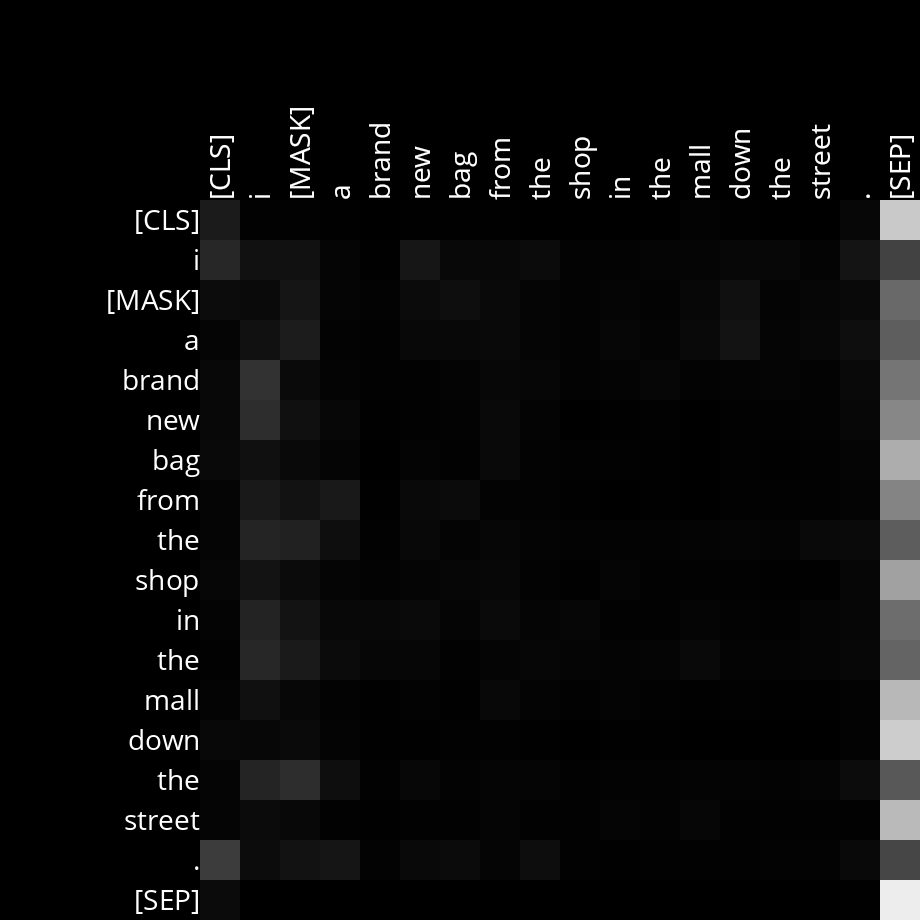 [CLS] i [MASK] a brand new bag from the shop in the mall down the street . [SEP]
[CLS]
i
[MASK]
a
brand
new
bag
from
the
shop
in
the
mall
down
the
street
.
[SEP]